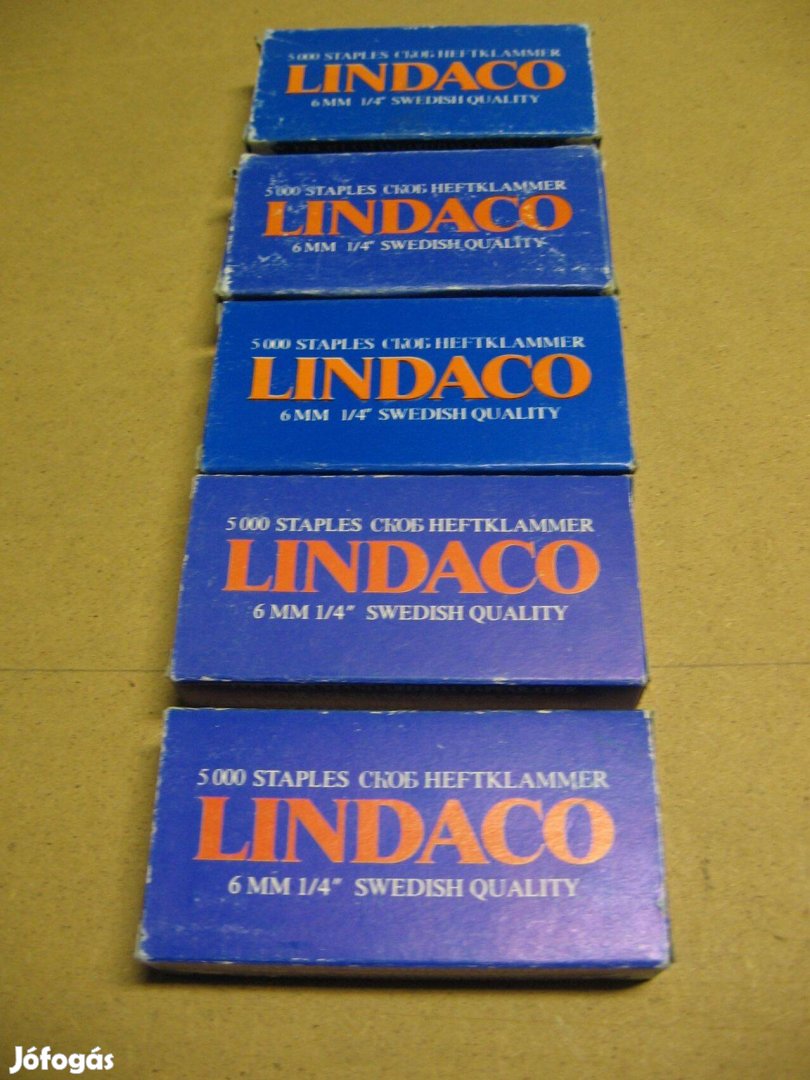 5 000 STAPLES СКОБ HEFTKLAMMER
LINDACO
6 MM 1/4" SWEDISH QUALITY
5 000 STAPLES СКОБ HEFTKLAMMER
LINDACO
6 MM 1/4" SWEDISH QUALITY
5 000 STAPLES СКОБ HEFTKLAMMER
LINDACO
6 MM 1/4" SWEDISH QUALITY
5 000 STAPLES СКОБ HEFTKLAMMER
LINDACO
6 MM 1/4" SWEDISH QUALITY
5 000 STAPLES СКОБ HEFTKLAMMER
LINDACO
6 MM 1/4" SWEDISH QUALITY
Jófogás